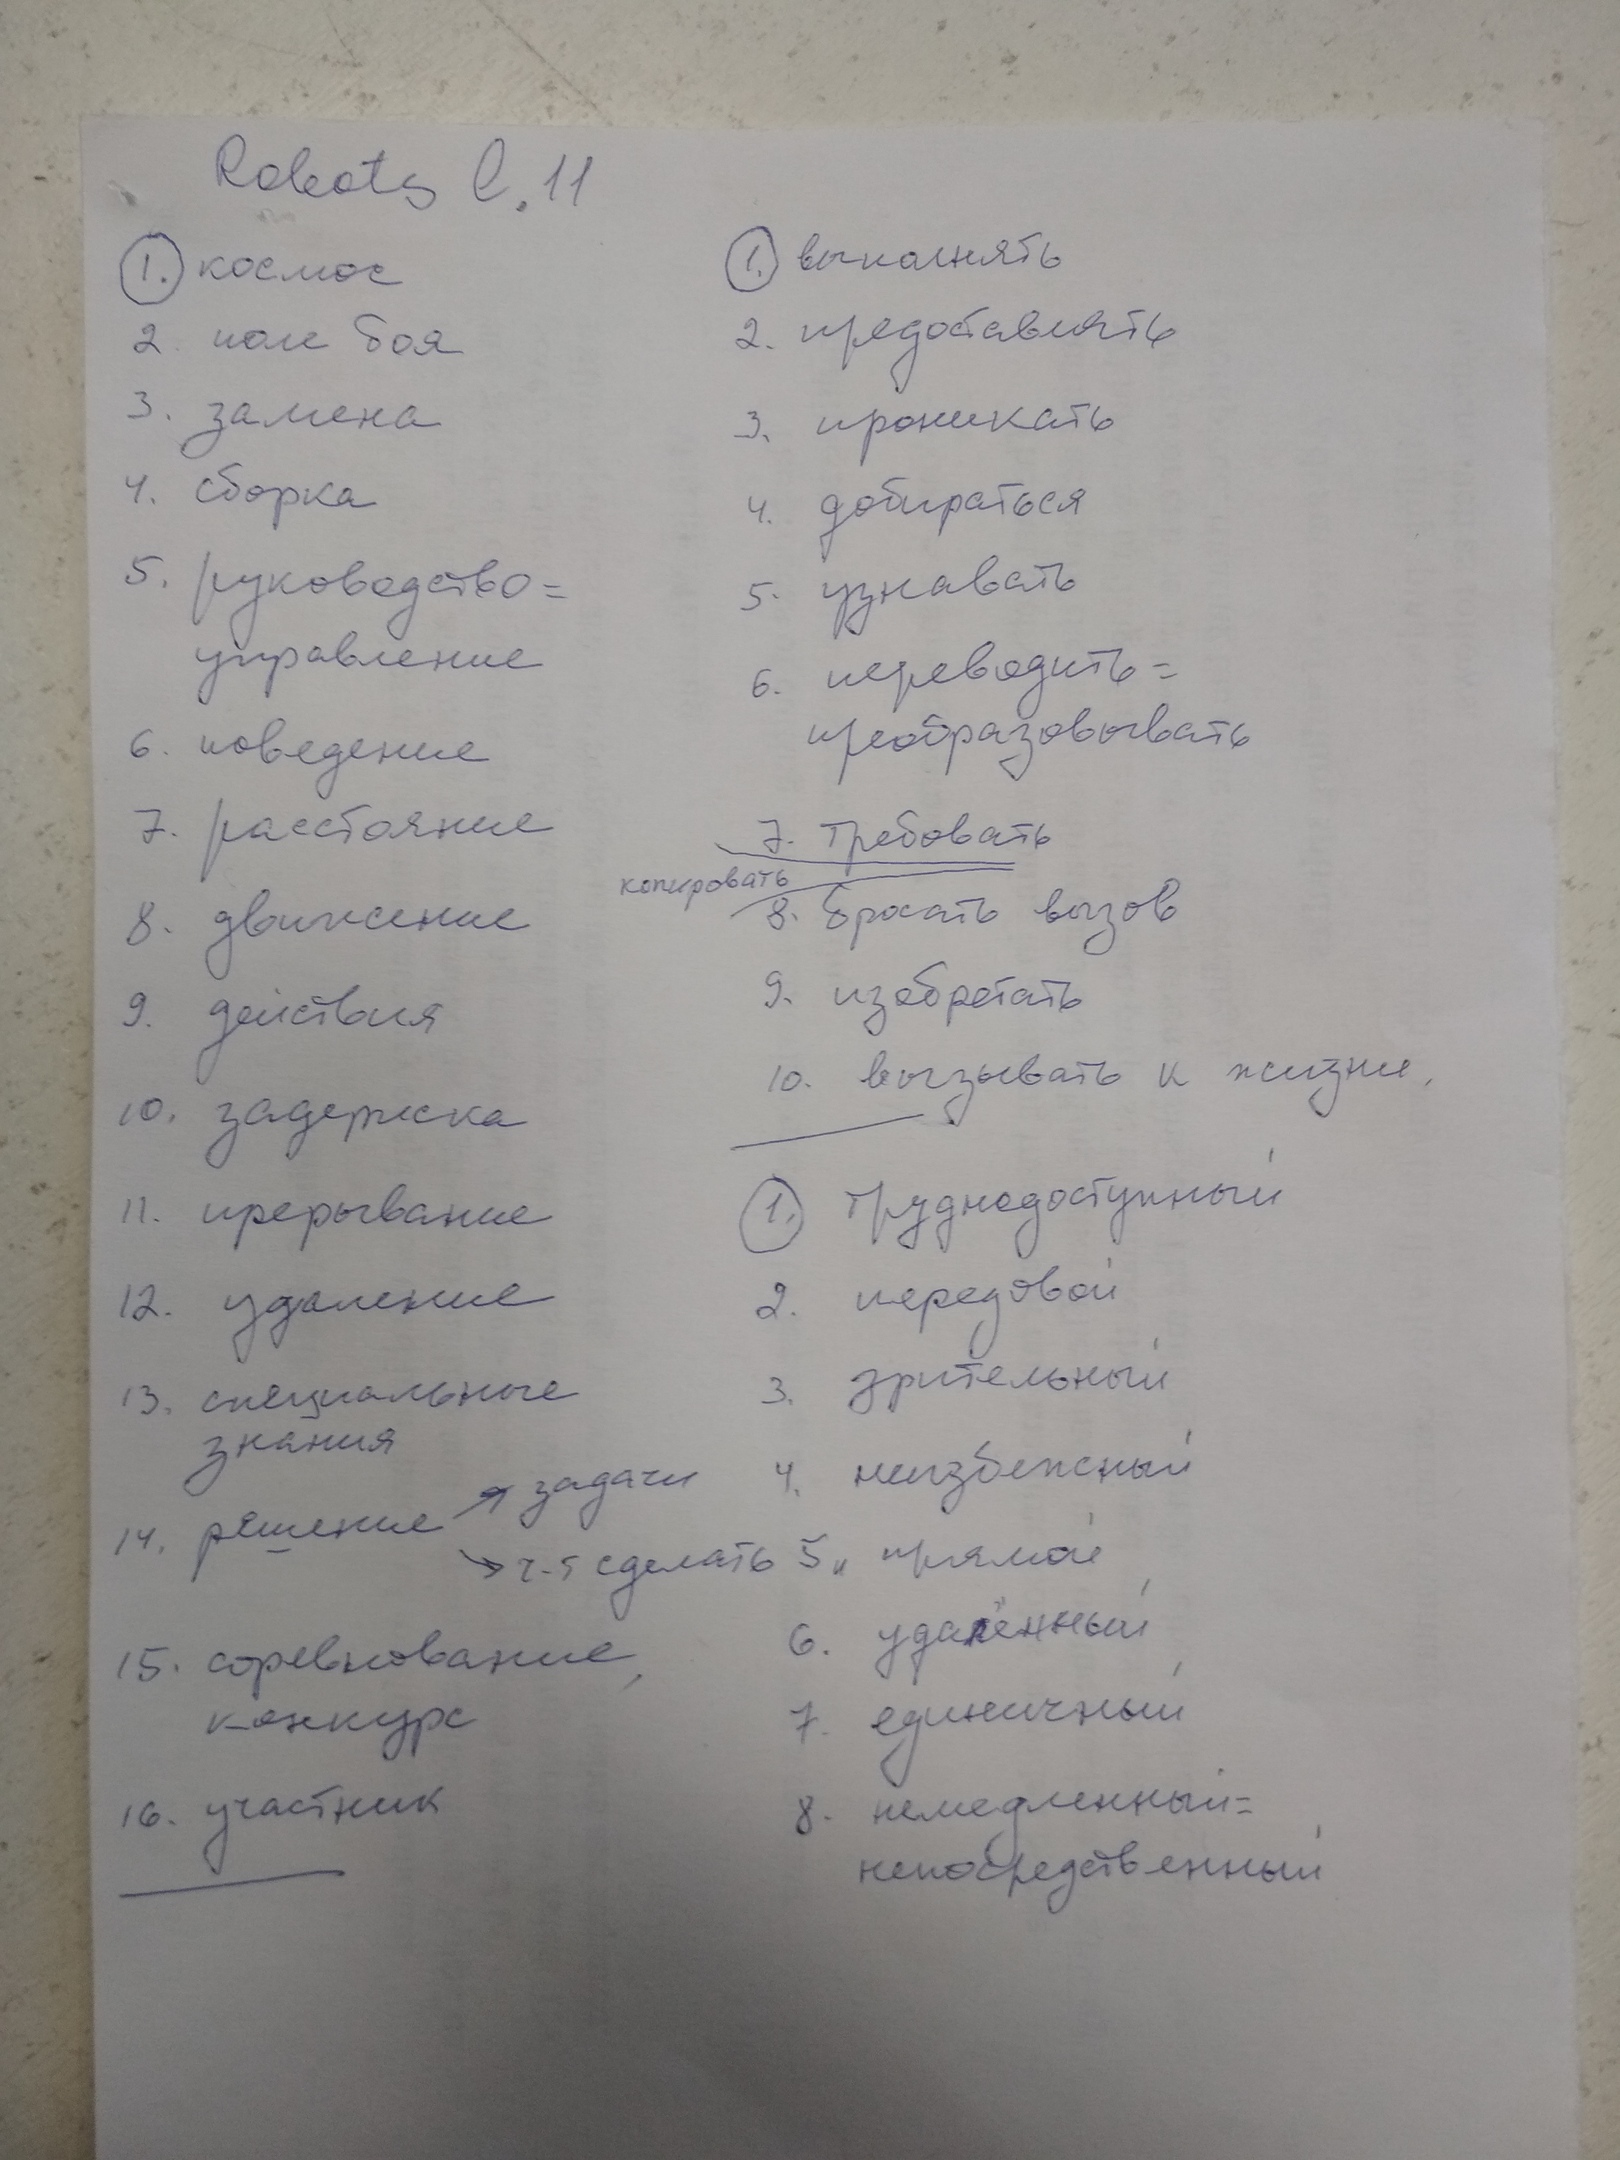 Robots C. 11
1. космос
2. поле боя
3. замена
4. сборка
5. руководство =
управление
6. поведение
7. расстояние
8. движение
9. действия
10. задержка
11. прерывание
12. удаление
13. специальные
знания
14. решение → задачи
→ ч-т сделать
15. соревнование,
конкурс
16. участник
1. выполнять
2. предоставлять
3. проникать
4. добираться
5. узнавать
6. переводить =
преобразовывать
7. требовать
копировать
8. бросать вызов
9. изобретать
10. вызывать к жизни.
1. труднодоступный
2. передовой
3. зрительный
4. неизбежный
5. прямой
6. удалённый
7. единичный
8. немедленный =
непосредственный